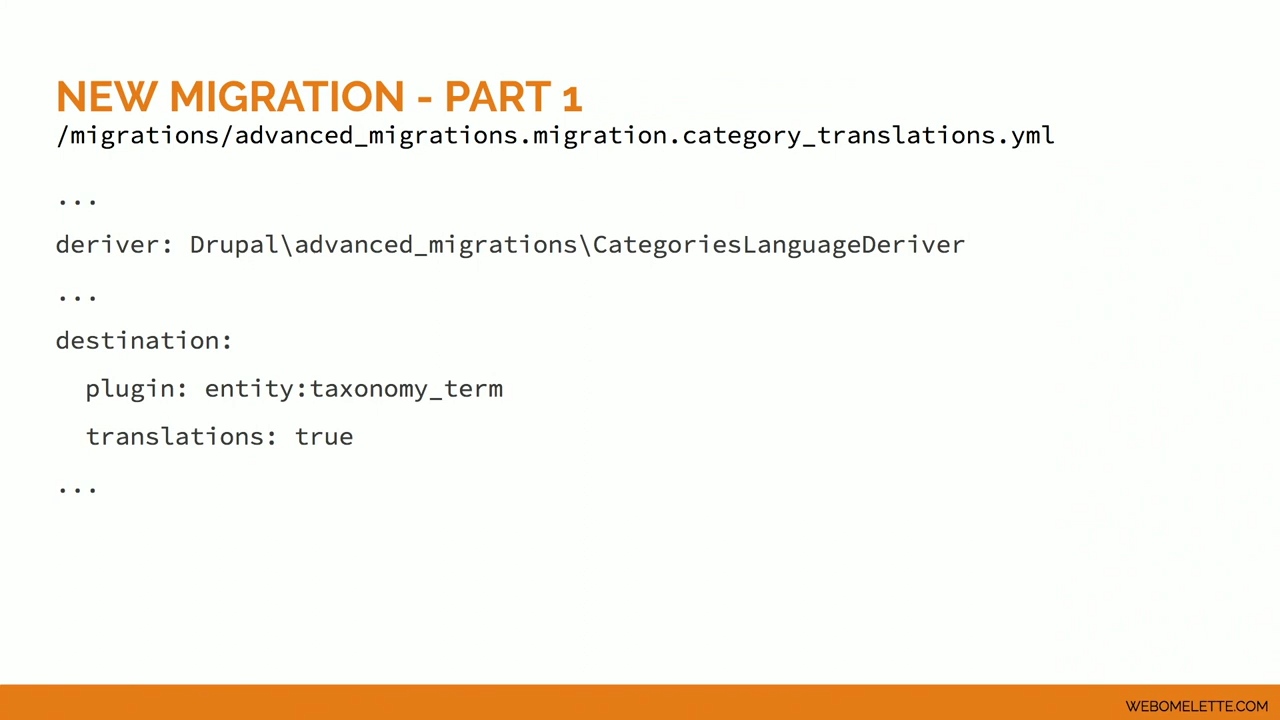 NEW MIGRATION - PART 1
/migrations/advanced_migrations.migration.category_translations.yml
...
deriver: Drupal\advanced_migrations\CategoriesLanguageDeriver
...
destination:
  plugin: entity:taxonomy_term
  translations: true
...
WEBOMELETTE.COM